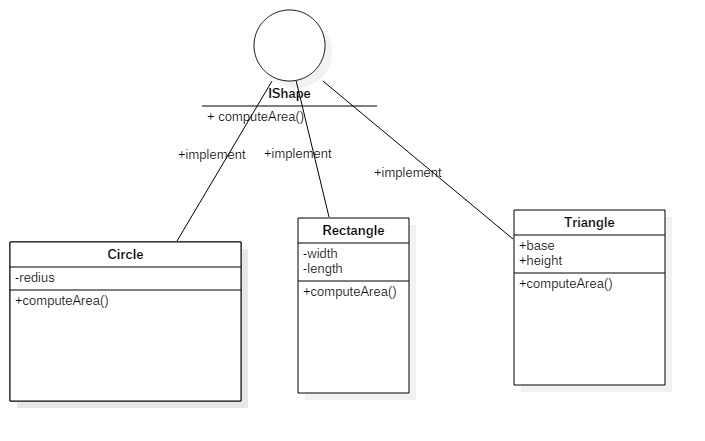 IShape
+ computeArea()
+implement
+implement
+implement
Circle
-redius
+computeArea()
Rectangle
-width
-length
+computeArea()
Triangle
+base
+height
+computeArea()